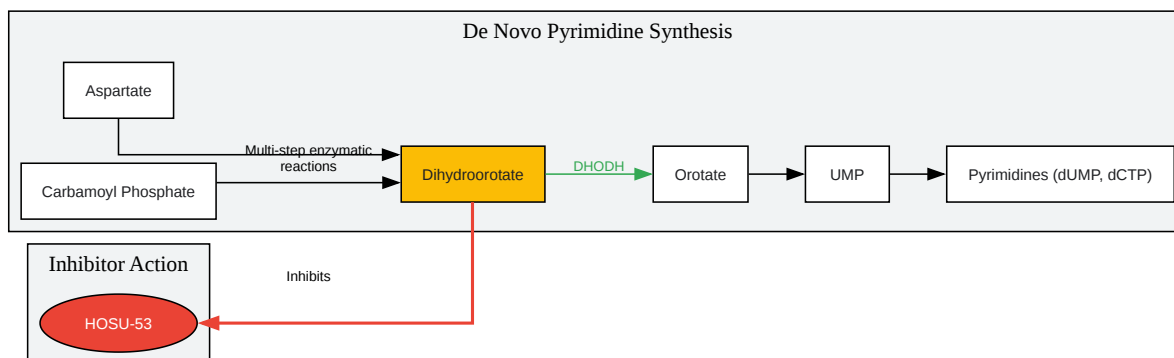 De Novo Pyrimidine Synthesis
Aspartate
Multi-step enzymatic
reactions
Carbamoyl Phosphate
Dihydroorotate
DHODH
Orotate
UMP
Pyrimidines (dUMP, dCTP)
Inhibitor Action
Inhibits
HOSU-53